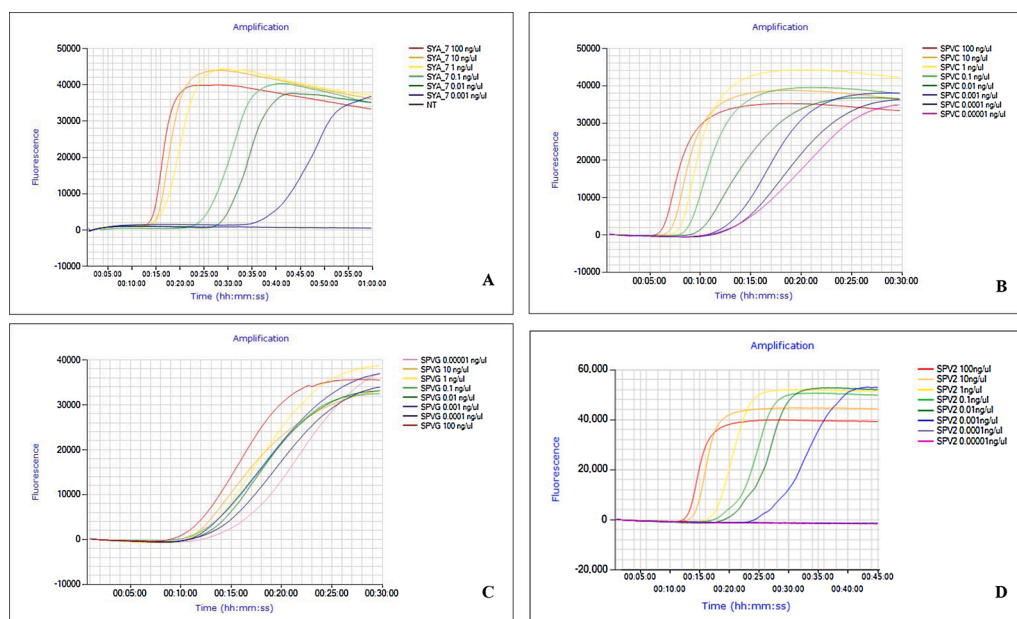 Amplification
50000
40000
30000
20000
10000
0
-10000
Fluorescence
00:05:00
00:15:00
00:25:00
00:35:00
00:45:00
00:55:00
00:10:00
00:20:00
00:30:00
00:40:00
00:50:00
01:00:00
Time (hh:mm:ss)
SYA_7 100 ng/ul
SYA_7 10 ng/ul
SYA_7 1 ng/ul
SYA_7 0.1 ng/ul
SYA_7 0.01 ng/ul
SYA_7 0.001 ng/ul
NT
A
Amplification
50000
40000
30000
20000
10000
0
-10000
Fluorescence
00:05:00
00:10:00
00:15:00
00:20:00
00:25:00
00:30:00
Time (hh:mm:ss)
SPVC 100 ng/ul
SPVC 10 ng/ul
SPVC 1 ng/ul
SPVC 0.1 ng/ul
SPVC 0.01 ng/ul
SPVC 0.001 ng/ul
SPVC 0.0001 ng/ul
SPVC 0.00001 ng/ul
B
Amplification
40000
30000
20000
10000
0
-10000
Fluorescence
00:05:00
00:10:00
00:15:00
00:20:00
00:25:00
00:30:00
Time (hh:mm:ss)
SPVG 0.00001 ng/ul
SPVG 10 ng/ul
SPVG 1 ng/ul
SPVG 0.1 ng/ul
SPVG 0.01 ng/ul
SPVG 0.001 ng/ul
SPVG 0.0001 ng/ul
SPVG 100 ng/ul
C
Amplification
60,000
40,000
20,000
0
-20,000
Fluorescence
00:05:00
00:15:00
00:25:00
00:35:00
00:45:00
00:10:00
00:20:00
00:30:00
00:40:00
Time (hh:mm:ss)
SPV2 100ng/ul
SPV2 10ng/ul
SPV2 1ng/ul
SPV2 0.1ng/ul
SPV2 0.01ng/ul
SPV2 0.001ng/ul
SPV2 0.0001ng/ul
SPV2 0.00001ng/ul
D